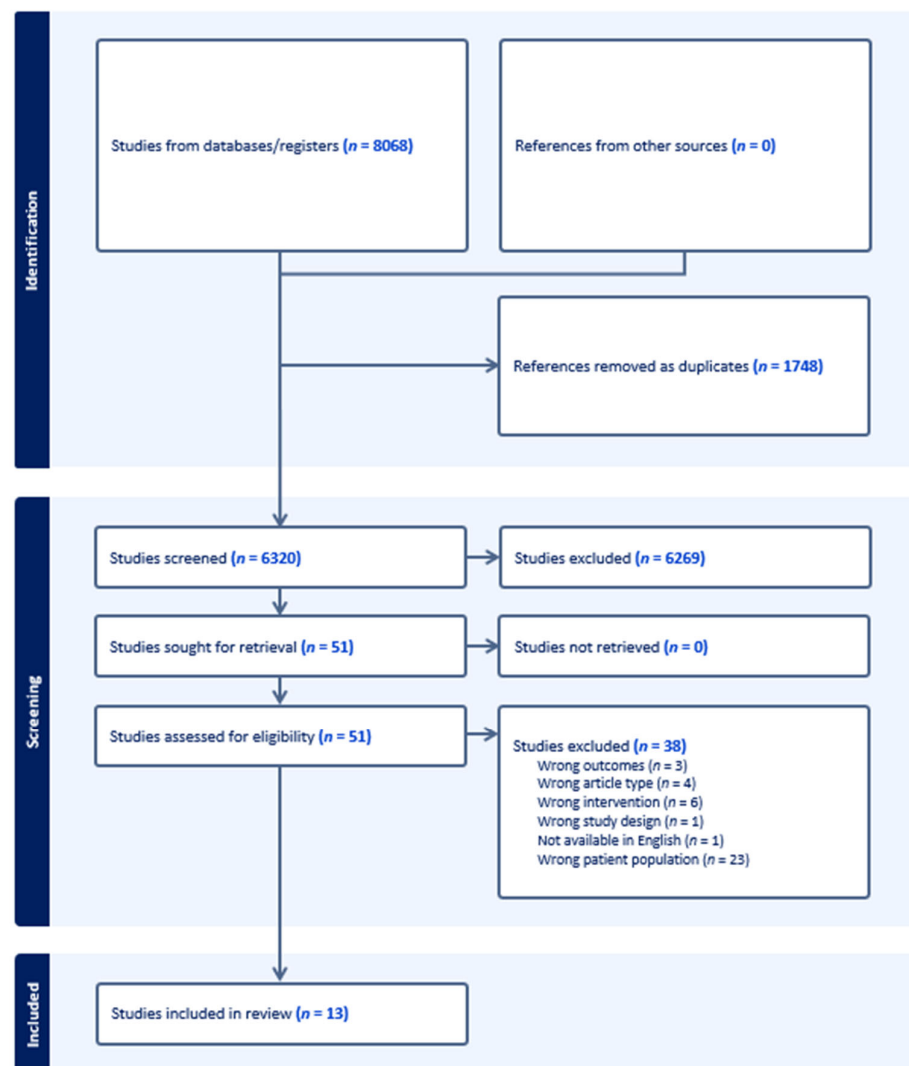 Identification
Studies from databases/registers (n = 8068)
References from other sources (n = 0)
References removed as duplicates (n = 1748)
Screening
Studies screened (n = 6320)
Studies excluded (n = 6269)
Studies sought for retrieval (n = 51)
Studies not retrieved (n = 0)
Studies assessed for eligibility (n = 51)
Studies excluded (n = 38)
Wrong outcomes (n = 3)
Wrong article type (n = 4)
Wrong intervention (n = 6)
Wrong study design (n = 1)
Not available in English (n = 1)
Wrong patient population (n = 23)
Included
Studies included in review (n = 13)